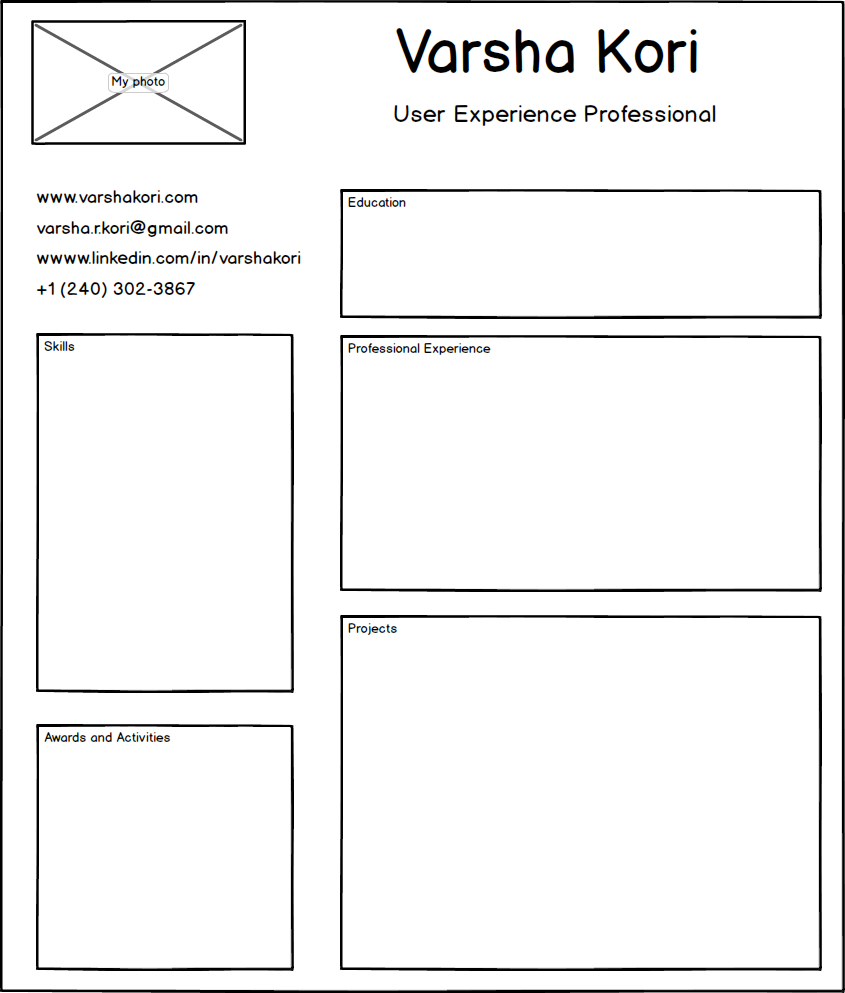 My photo
Varsha Kori
User Experience Professional
www.varshakori.com
varsha.r.kori@gmail.com
wwww.linkedin.com/in/varshakori
+1 (240) 302-3867
Education
Skills
Professional Experience
Projects
Awards and Activities